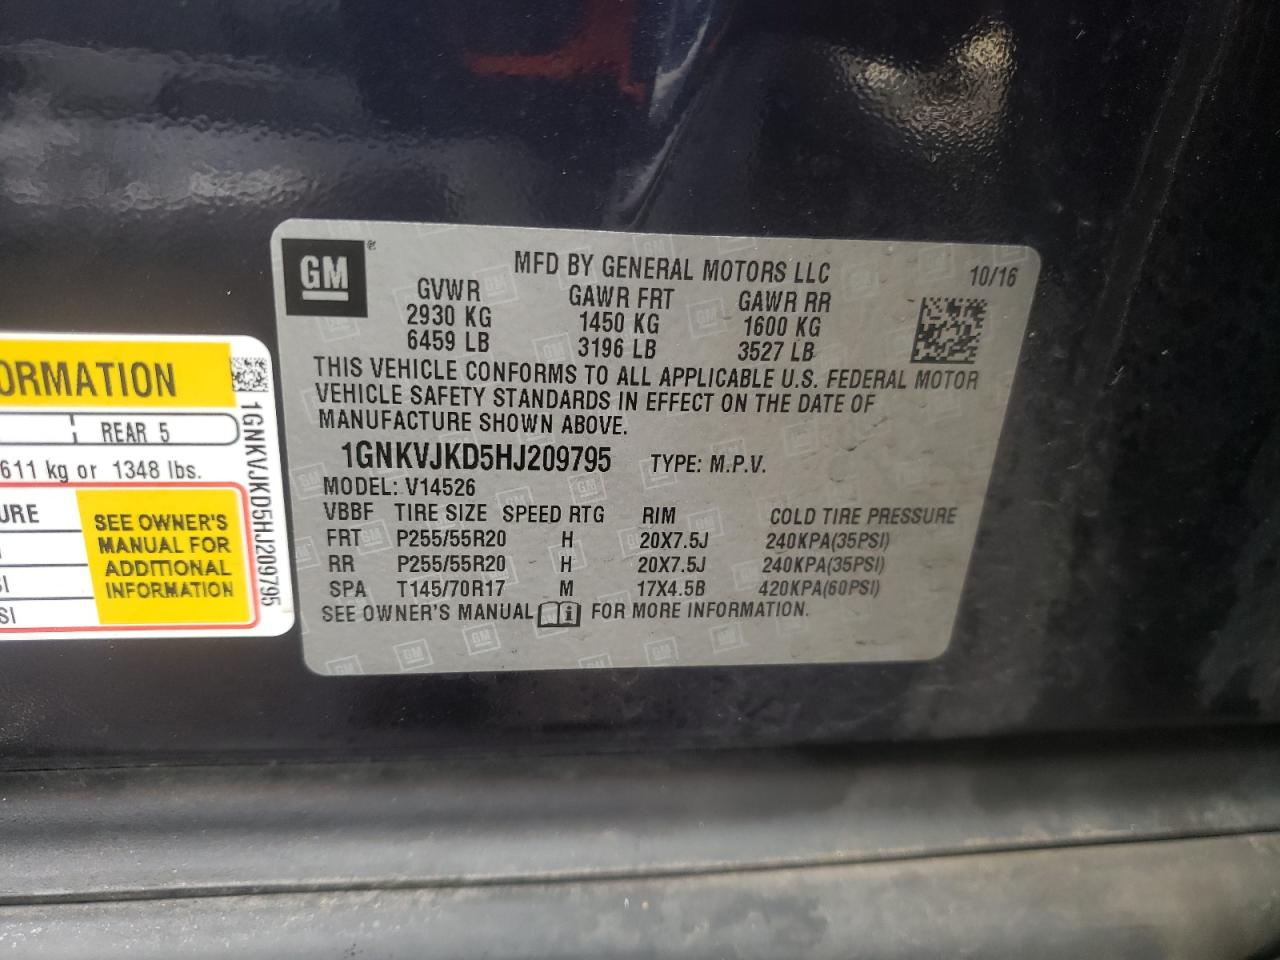 GM ®
MFD BY GENERAL MOTORS LLC 10/16
GVWR GAWR FRT GAWR RR
2930 KG 1450 KG 1600 KG
6459 LB 3196 LB 3527 LB
THIS VEHICLE CONFORMS TO ALL APPLICABLE U.S. FEDERAL MOTOR
VEHICLE SAFETY STANDARDS IN EFFECT ON THE DATE OF
MANUFACTURE SHOWN ABOVE.
1GNKVJKD5HJ209795 TYPE: M.P.V.
MODEL: V14526
VBBF TIRE SIZE SPEED RTG RIM COLD TIRE PRESSURE
FRT P255/55R20 H 20X7.5J 240KPA(35PSI)
RR P255/55R20 H 20X7.5J 240KPA(35PSI)
SPA T145/70R17 M 17X4.5B 420KPA(60PSI)
SEE OWNER'S MANUAL FOR MORE INFORMATION.
ORMATION
REAR 5
611 kg or 1348 lbs.
URE
SI
SI
SEE OWNER'S
MANUAL FOR
ADDITIONAL
INFORMATION
1GNKVJKD5HJ209795